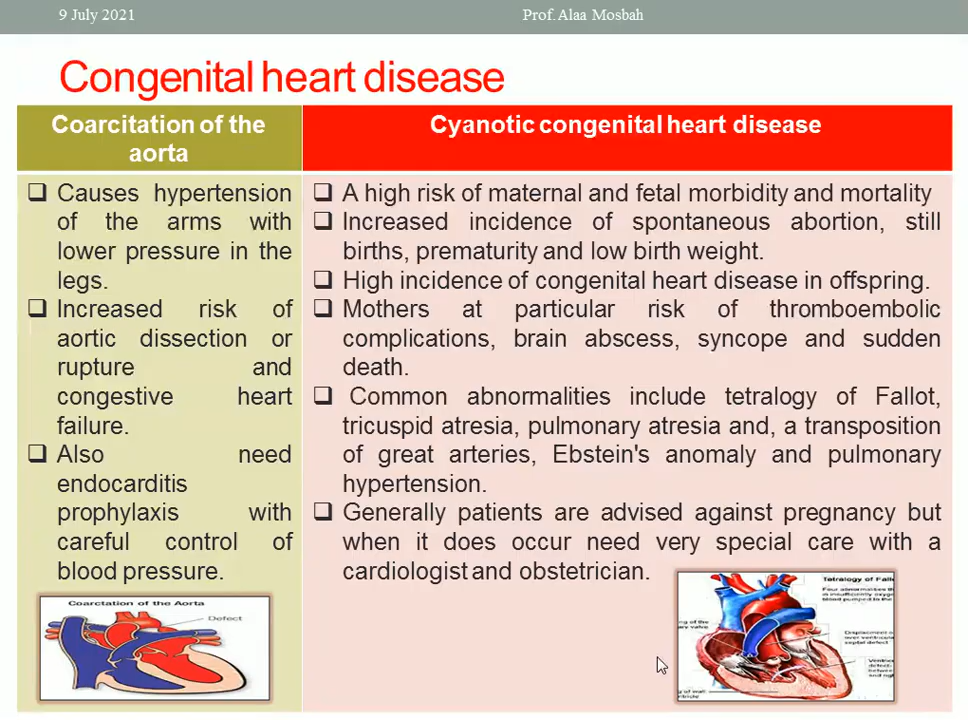 9 July 2021
Prof. Alaa Mosbah
Congenital heart disease
Coarcitation of the
aorta
Causes hypertension
of the arms with
lower pressure in the
legs.
Increased risk of
aortic dissection or
rupture and
congestive heart
failure.
Also need
endocarditis
prophylaxis with
careful control of
blood pressure.
Coarctation of the Aorta
Defect
Cyanotic congenital heart disease
A high risk of maternal and fetal morbidity and mortality
Increased incidence of spontaneous abortion, still
births, prematurity and low birth weight.
High incidence of congenital heart disease in offspring.
Mothers at particular risk of thromboembolic
complications, brain abscess, syncope and sudden
death.
Common abnormalities include tetralogy of Fallot,
tricuspid atresia, pulmonary atresia and, a transposition
of great arteries, Ebstein's anomaly and pulmonary
hypertension.
Generally patients are advised against pregnancy but
when it does occur need very special care with a
cardiologist and obstetrician.
Tetralogy of
Four abnormalities